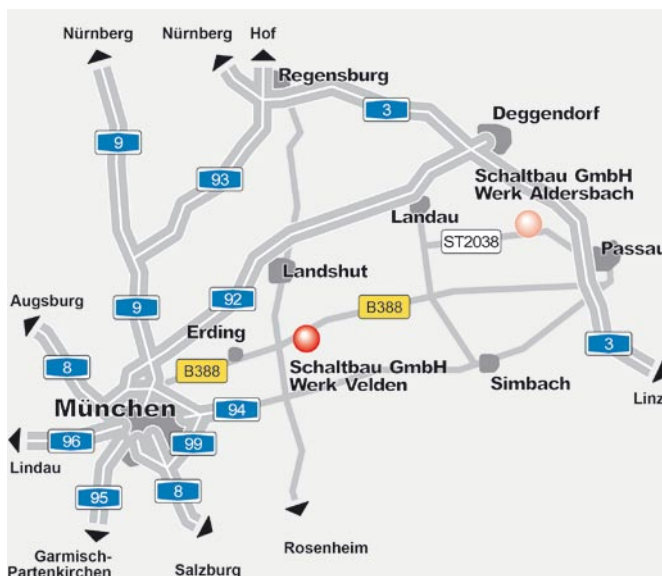 Nürnberg
Nürnberg
Hof
Regensburg
3
Deggendorf
9
93
Schaltbau GmbH
Werk Aldersbach
Landau
ST2038
Passau
Landshut
Augsburg
9
92
B388
Erding
3
8
B388
Schaltbau GmbH
Werk Velden
Simbach
Linz
München
94
96
99
Lindau
95
8
Garmisch-
Partenkirchen
Salzburg
Rosenheim